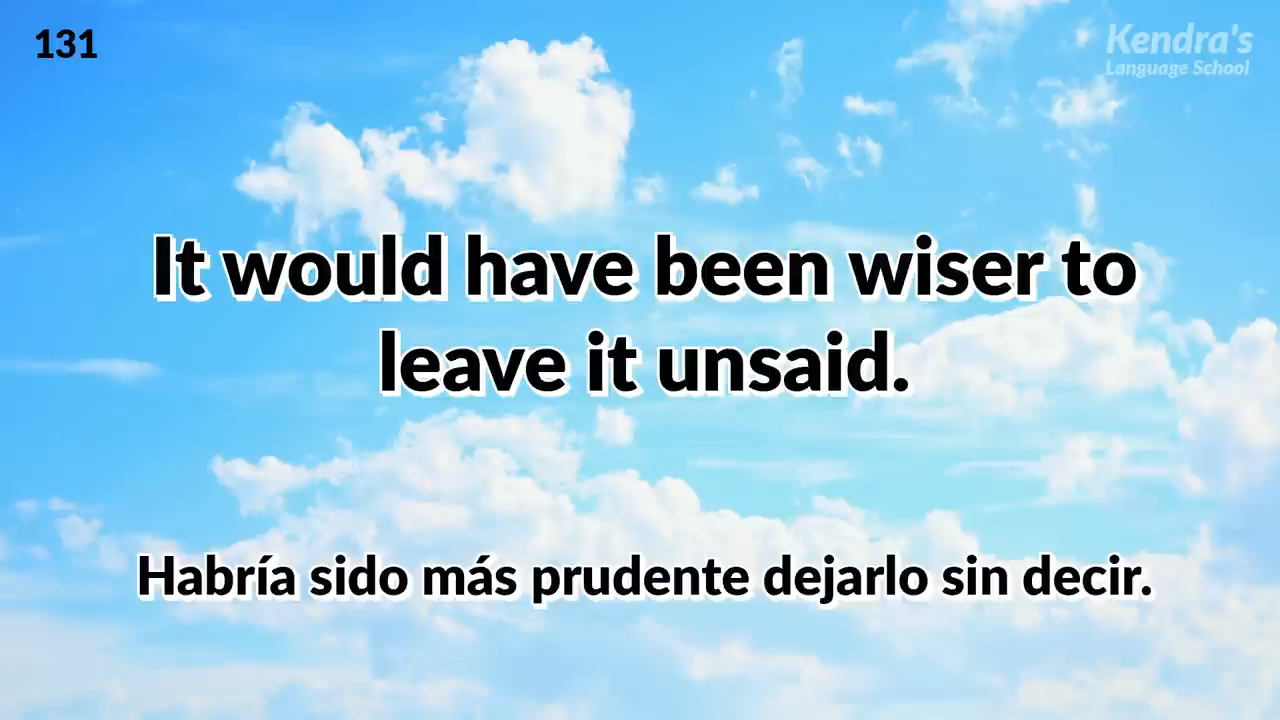 131
Kendra's
Language School
It would have been wiser to
leave it unsaid.
Habría sido más prudente dejarlo sin decir.